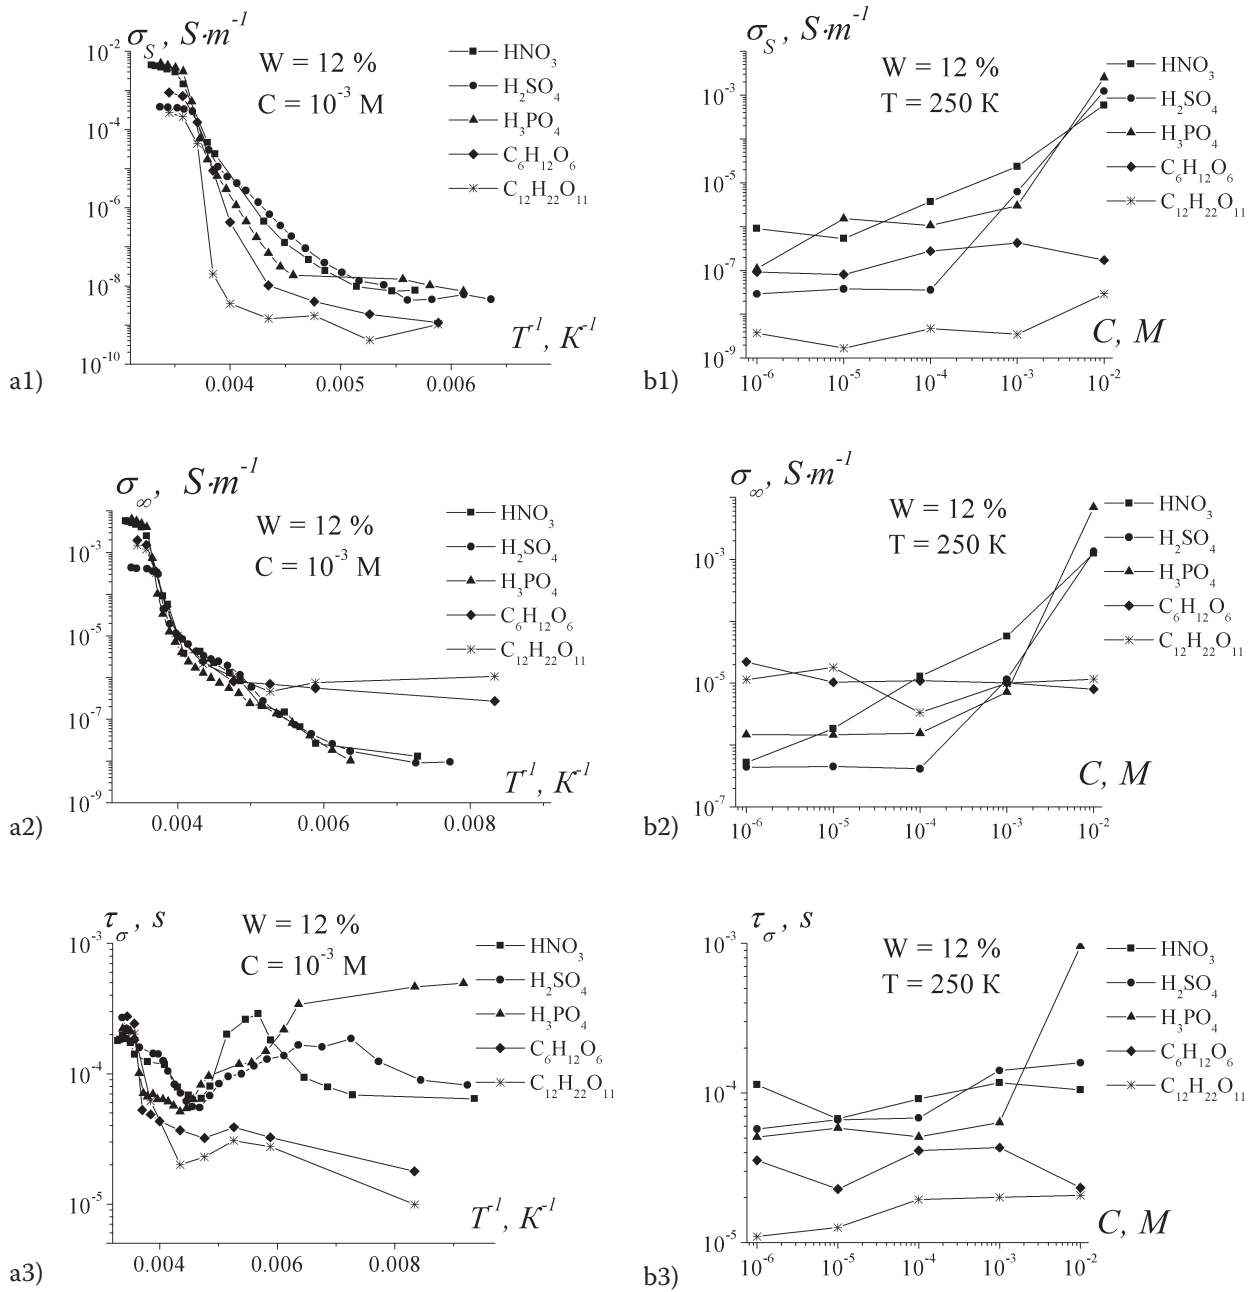 σ_S, S·m⁻¹
W = 12 %
C = 10⁻³ M
HNO₃
H₂SO₄
H₃PO₄
C₆H₁₂O₆
C₁₂H₂₂O₁₁
10⁻²
10⁻⁴
10⁻⁶
10⁻⁸
10⁻¹⁰
T⁻¹, K⁻¹
0.004 0.005 0.006
a1)
σ_S, S·m⁻¹
W = 12 %
T = 250 K
HNO₃
H₂SO₄
H₃PO₄
C₆H₁₂O₆
C₁₂H₂₂O₁₁
10⁻³
10⁻⁵
10⁻⁷
10⁻⁹
C, M
10⁻⁶ 10⁻⁵ 10⁻⁴ 10⁻³ 10⁻²
b1)
σ_∞, S·m⁻¹
W = 12 %
C = 10⁻³ M
HNO₃
H₂SO₄
H₃PO₄
C₆H₁₂O₆
C₁₂H₂₂O₁₁
10⁻³
10⁻⁵
10⁻⁷
10⁻⁹
T⁻¹, K⁻¹
0.004 0.006 0.008
a2)
σ_∞, S·m⁻¹
W = 12 %
T = 250 K
HNO₃
H₂SO₄
H₃PO₄
C₆H₁₂O₆
C₁₂H₂₂O₁₁
10⁻³
10⁻⁵
10⁻⁷
C, M
10⁻⁶ 10⁻⁵ 10⁻⁴ 10⁻³ 10⁻²
b2)
τ_σ, s
W = 12 %
C = 10⁻³ M
HNO₃
H₂SO₄
H₃PO₄
C₆H₁₂O₆
C₁₂H₂₂O₁₁
10⁻³
10⁻⁴
10⁻⁵
T⁻¹, K⁻¹
0.004 0.006 0.008
a3)
τ_σ, s
W = 12 %
T = 250 K
HNO₃
H₂SO₄
H₃PO₄
C₆H₁₂O₆
C₁₂H₂₂O₁₁
10⁻³
10⁻⁴
10⁻⁵
C, M
10⁻⁶ 10⁻⁵ 10⁻⁴ 10⁻³ 10⁻²
b3)